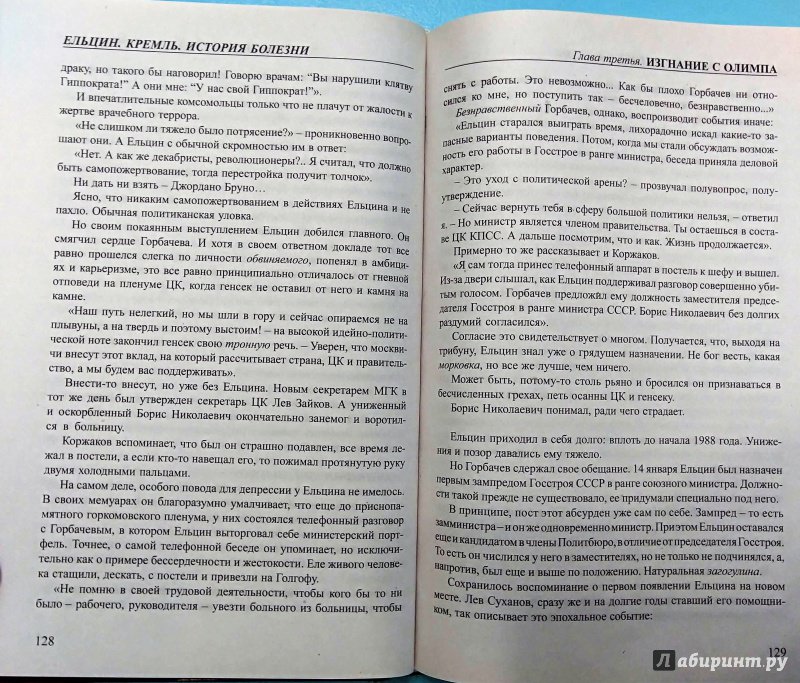 ЕЛЬЦИН. КРЕМЛЬ. ИСТОРИЯ БОЛЕЗНИ
драку, но такого бы наговорил! Говорю врачам: "Вы нарушили клятву
Гиппократа!" А они мне: "У нас свой Гиппократ!"».
И впечатлительные комсомольцы только что не плачут от жалости к
жертве врачебного террора.
«Не слишком ли тяжело было потрясение?» – проникновенно вопро-
шают они. А Ельцин с обычной скромностью им в ответ:
«Нет. А как же декабристы, революционеры?.. Я считал, что должно
быть самопожертвование, тогда перестройка получит толчок».
Ни дать ни взять – Джордано Бруно…
Ясно, что никаким самопожертвованием в действиях Ельцина и не
пахло. Обычная политиканская уловка.
Но своим покаянным выступлением Ельцин добился главного. Он
смягчил сердце Горбачева. И хотя в своем ответном докладе тот все
равно прошелся слегка по личности обвиняемого, попенял в амбици-
ях и карьеризме, это все равно принципиально отличалось от гневной
отповеди на пленуме ЦК, когда генсек не оставил от него и камня на
камне.
«Наш путь нелегкий, но мы шли в гору и сейчас опираемся не на
плывуны, а на твердь и поэтому выстоим! – на высокой идейно-полити-
ческой ноте закончил генсек свою тронную речь. – Уверен, что москви-
чи внесут этот вклад, на который рассчитывает страна, ЦК и правительс-
тво, а мы будем вас поддерживать».
Внести-то внесут, но уже без Ельцина. Новым секретарем МГК в
тот же день был утвержден секретарь ЦК Лев Зайков. А униженный
и оскорбленный Борис Николаевич окончательно занемог и воротил-
ся в больницу.
Коржаков вспоминает, что был он страшно подавлен, все время ле-
жал в постели, а если кто-то навещал его, то пожимал протянутую руку
двумя холодными пальцами.
На самом деле, особого повода для депрессии у Ельцина не имелось.
В своих мемуарах он благоразумно умалчивает, что еще до приснопа-
мятного горкомовского пленума, у них состоялся телефонный разговор
с Горбачевым, в котором Ельцин выторговал себе министерский порт-
фель. Точнее, о самой телефонной беседе он упоминает, но исключи-
тельно как о примере бессердечности и жестокости. Еле живого челове-
ка стащили, дескать, с постели и привезли на Голгофу.
«Не помню в своей трудовой деятельности, чтобы кого бы то ни
было – рабочего, руководителя – увезти больного из больницы, чтобы
128
Глава третья. ИЗГНАНИЕ С ОЛИМПА
снять с работы. Это невозможно... Как бы плохо Горбачев ни отно-
сился ко мне, но поступить так – бесчеловечно, безнравственно...»
Безнравственный Горбачев, однако, воспроизводит события иначе:
«Ельцин старался выиграть время, лихорадочно искал какие-то за-
пасные варианты поведения. Потом, когда мы стали обсуждать возмож-
ность его работы в Госстрое в ранге министра, беседа приняла деловой
характер.
– Это уход с политической арены? – прозвучал полувопрос, полу-
утверждение.
– Сейчас вернуть тебя в сферу большой политики нельзя, – ответил
я. – Но министр является членом правительства. Ты остаешься в соста-
ве ЦК КПСС. А дальше посмотрим, что и как. Жизнь продолжается».
Примерно то же рассказывает и Коржаков.
«Я сам тогда принес телефонный аппарат в постель к шефу и вышел.
Из-за двери слышал, как Ельцин поддерживал разговор совершенно уби-
тым голосом. Горбачев предложил ему должность заместителя предсе-
дателя Госстроя в ранге министра СССР. Борис Николаевич без долгих
раздумий согласился».
Согласие это свидетельствует о многом. Получается, что, выходя на
трибуну, Ельцин знал уже о грядущем назначении. Не бог весть, какая
морковка, но все же лучше, чем ничего.
Может быть, потому-то столь рьяно и бросился он признаваться в
бесчисленных грехах, петь осанны ЦК и генсеку.
Борис Николаевич понимал, ради чего страдает.
Ельцин приходил в себя долго: вплоть до начала 1988 года. Униже-
ния и позор давались ему тяжело.
Но Горбачев сдержал свое обещание. 14 января Ельцин был назначен
первым зампредом Госстроя СССР в ранге союзного министра. Должнос-
ти такой прежде не существовало, ее придумали специально под него.
В принципе, пост этот абсурден уже сам по себе. Зампред – то есть
замминистра – и он же одновременно министр. При этом Ельцин оставался
еще и кандидатом в члены Политбюро, в отличие от председателя Госстроя.
То есть он числился у него в заместителях, но не только не подчинялся, а,
напротив, был еще и выше по положению. Натуральная загогулина.
Сохранилось воспоминание о первом появлении Ельцина на новом
месте. Лев Суханов, сразу же и на долгие годы ставший его помощни-
ком, так описывает это эпохальное событие:
129
Лабиринт.ру